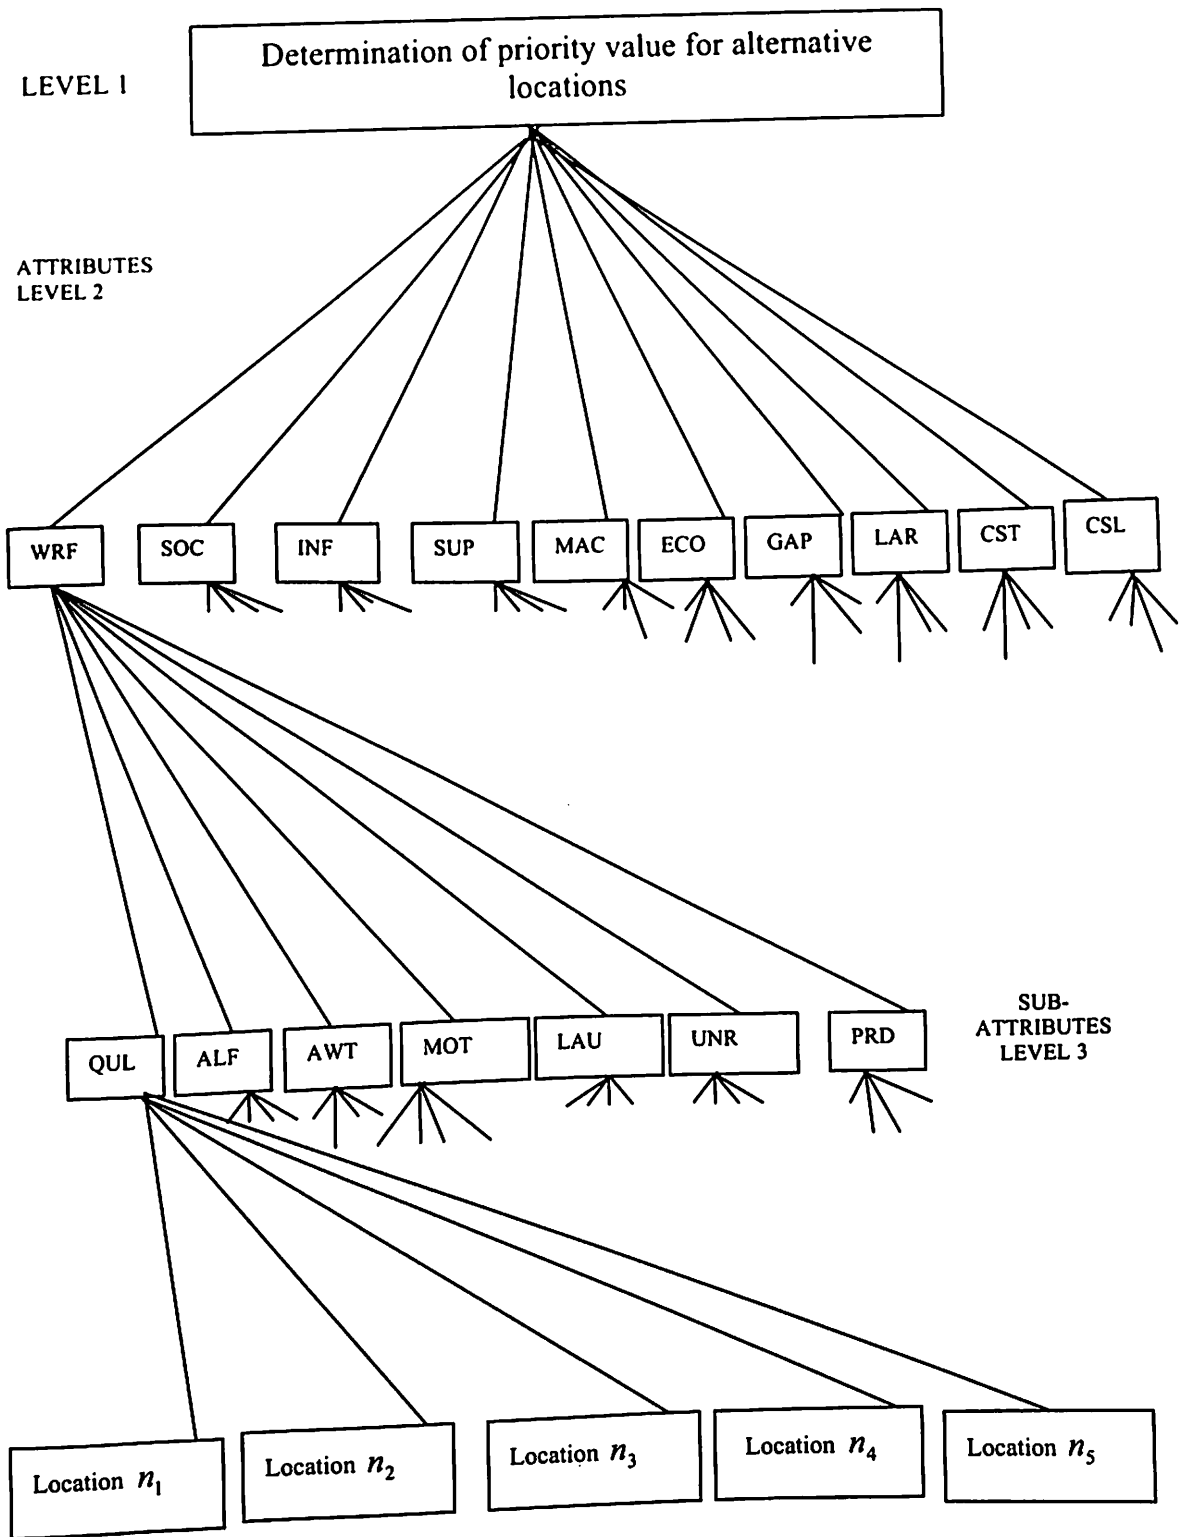 Determination of priority value for alternative
locations
LEVEL 1
ATTRIBUTES
LEVEL 2
WRF
SOC
INF
SUP
MAC
ECO
GAP
LAR
CST
CSL
SUB-
ATTRIBUTES
LEVEL 3
QUL
ALF
AWT
MOT
LAU
UNR
PRD
Location n₁
Location n₂
Location n₃
Location n₄
Location n₅